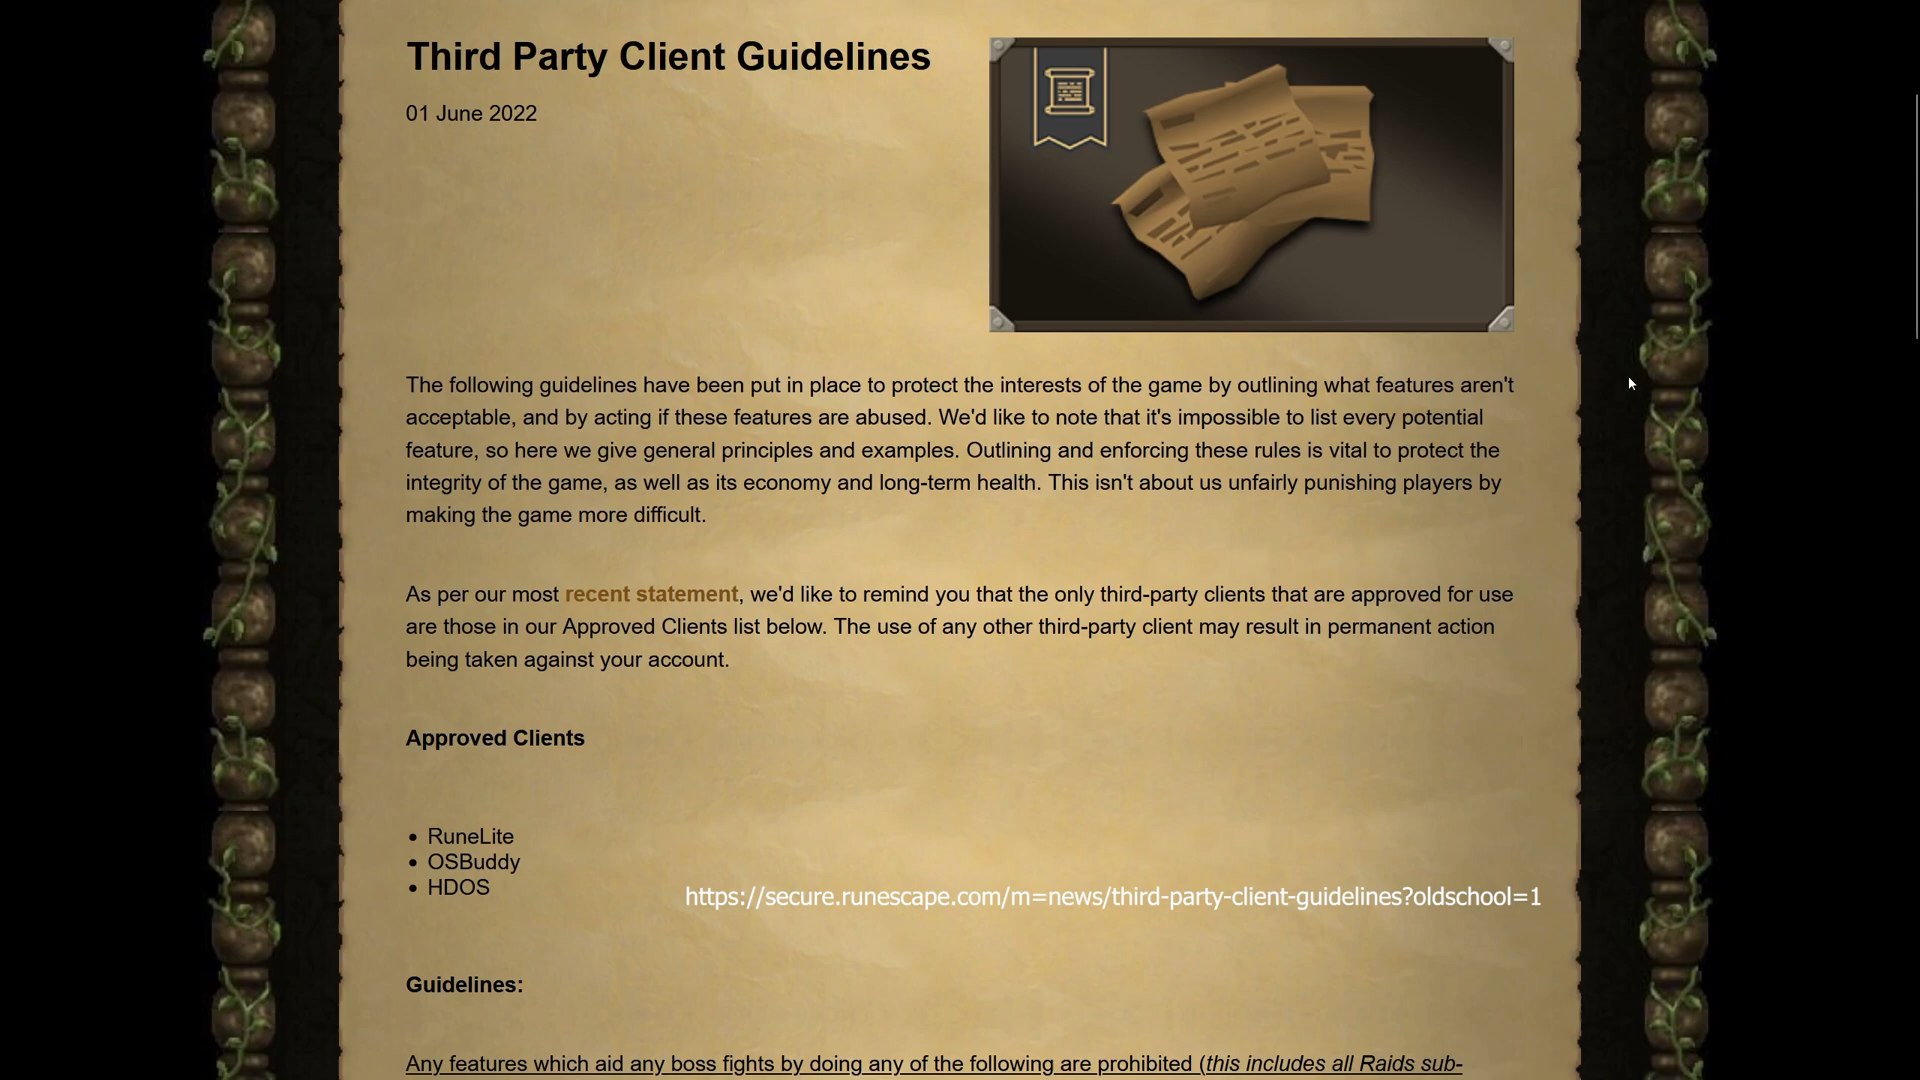 Third Party Client Guidelines
01 June 2022
The following guidelines have been put in place to protect the interests of the game by outlining what features aren't
acceptable, and by acting if these features are abused. We'd like to note that it's impossible to list every potential
feature, so here we give general principles and examples. Outlining and enforcing these rules is vital to protect the
integrity of the game, as well as its economy and long-term health. This isn't about us unfairly punishing players by
making the game more difficult.
As per our most recent statement, we'd like to remind you that the only third-party clients that are approved for use
are those in our Approved Clients list below. The use of any other third-party client may result in permanent action
being taken against your account.
Approved Clients
• RuneLite
• OSBuddy
• HDOS
https://secure.runescape.com/m=news/third-party-client-guidelines?oldschool=1
Guidelines:
Any features which aid any boss fights by doing any of the following are prohibited (this includes all Raids sub-